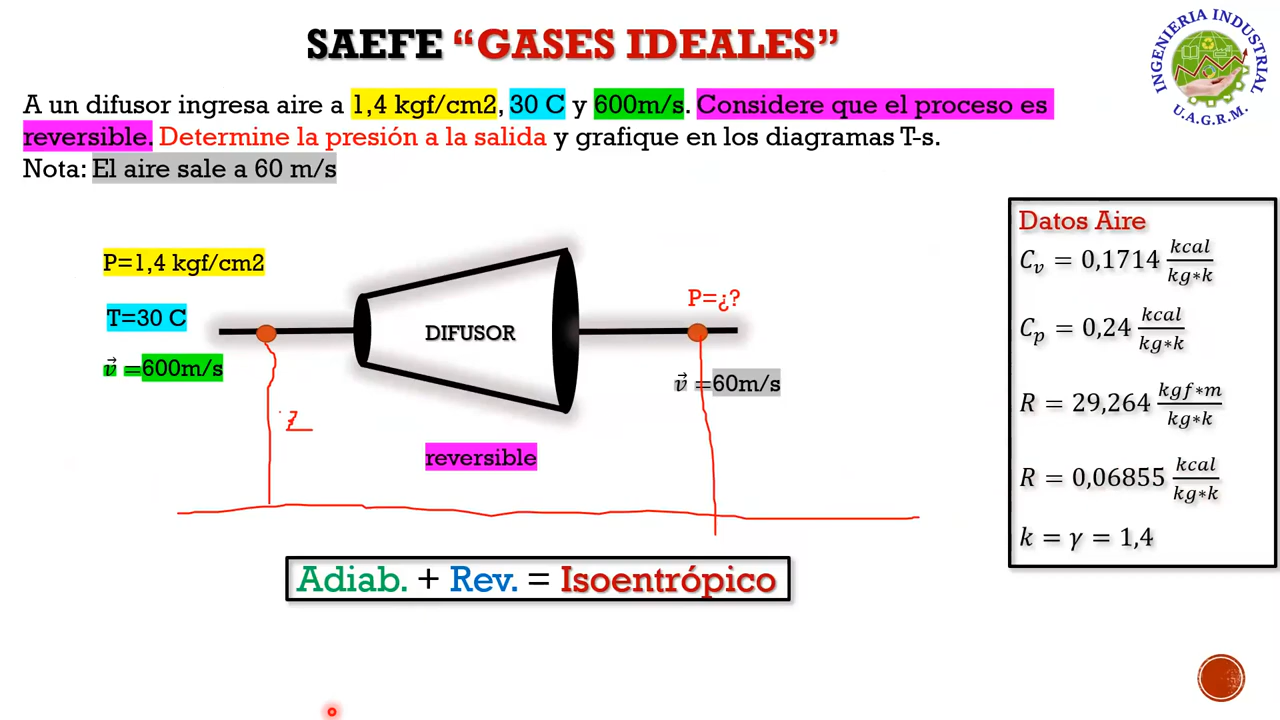 SAEFE “GASES IDEALES”
INGENIERIA INDUSTRIAL
U.A.G.R.M.
A un difusor ingresa aire a 1,4 kgf/cm2, 30 C y 600m/s. Considere que el proceso es
reversible. Determine la presión a la salida y grafique en los diagramas T-s.
Nota: El aire sale a 60 m/s
P=1,4 kgf/cm2
T=30 C
v⃗ =600m/s
DIFUSOR
P=¿?
v⃗ =60m/s
reversible
Adiab. + Rev. = Isoentrópico
Datos Aire
C_v = 0,1714 kcal/kg∗k
C_p = 0,24 kcal/kg∗k
R = 29,264 kgf∗m/kg∗k
R = 0,06855 kcal/kg∗k
k = γ = 1,4